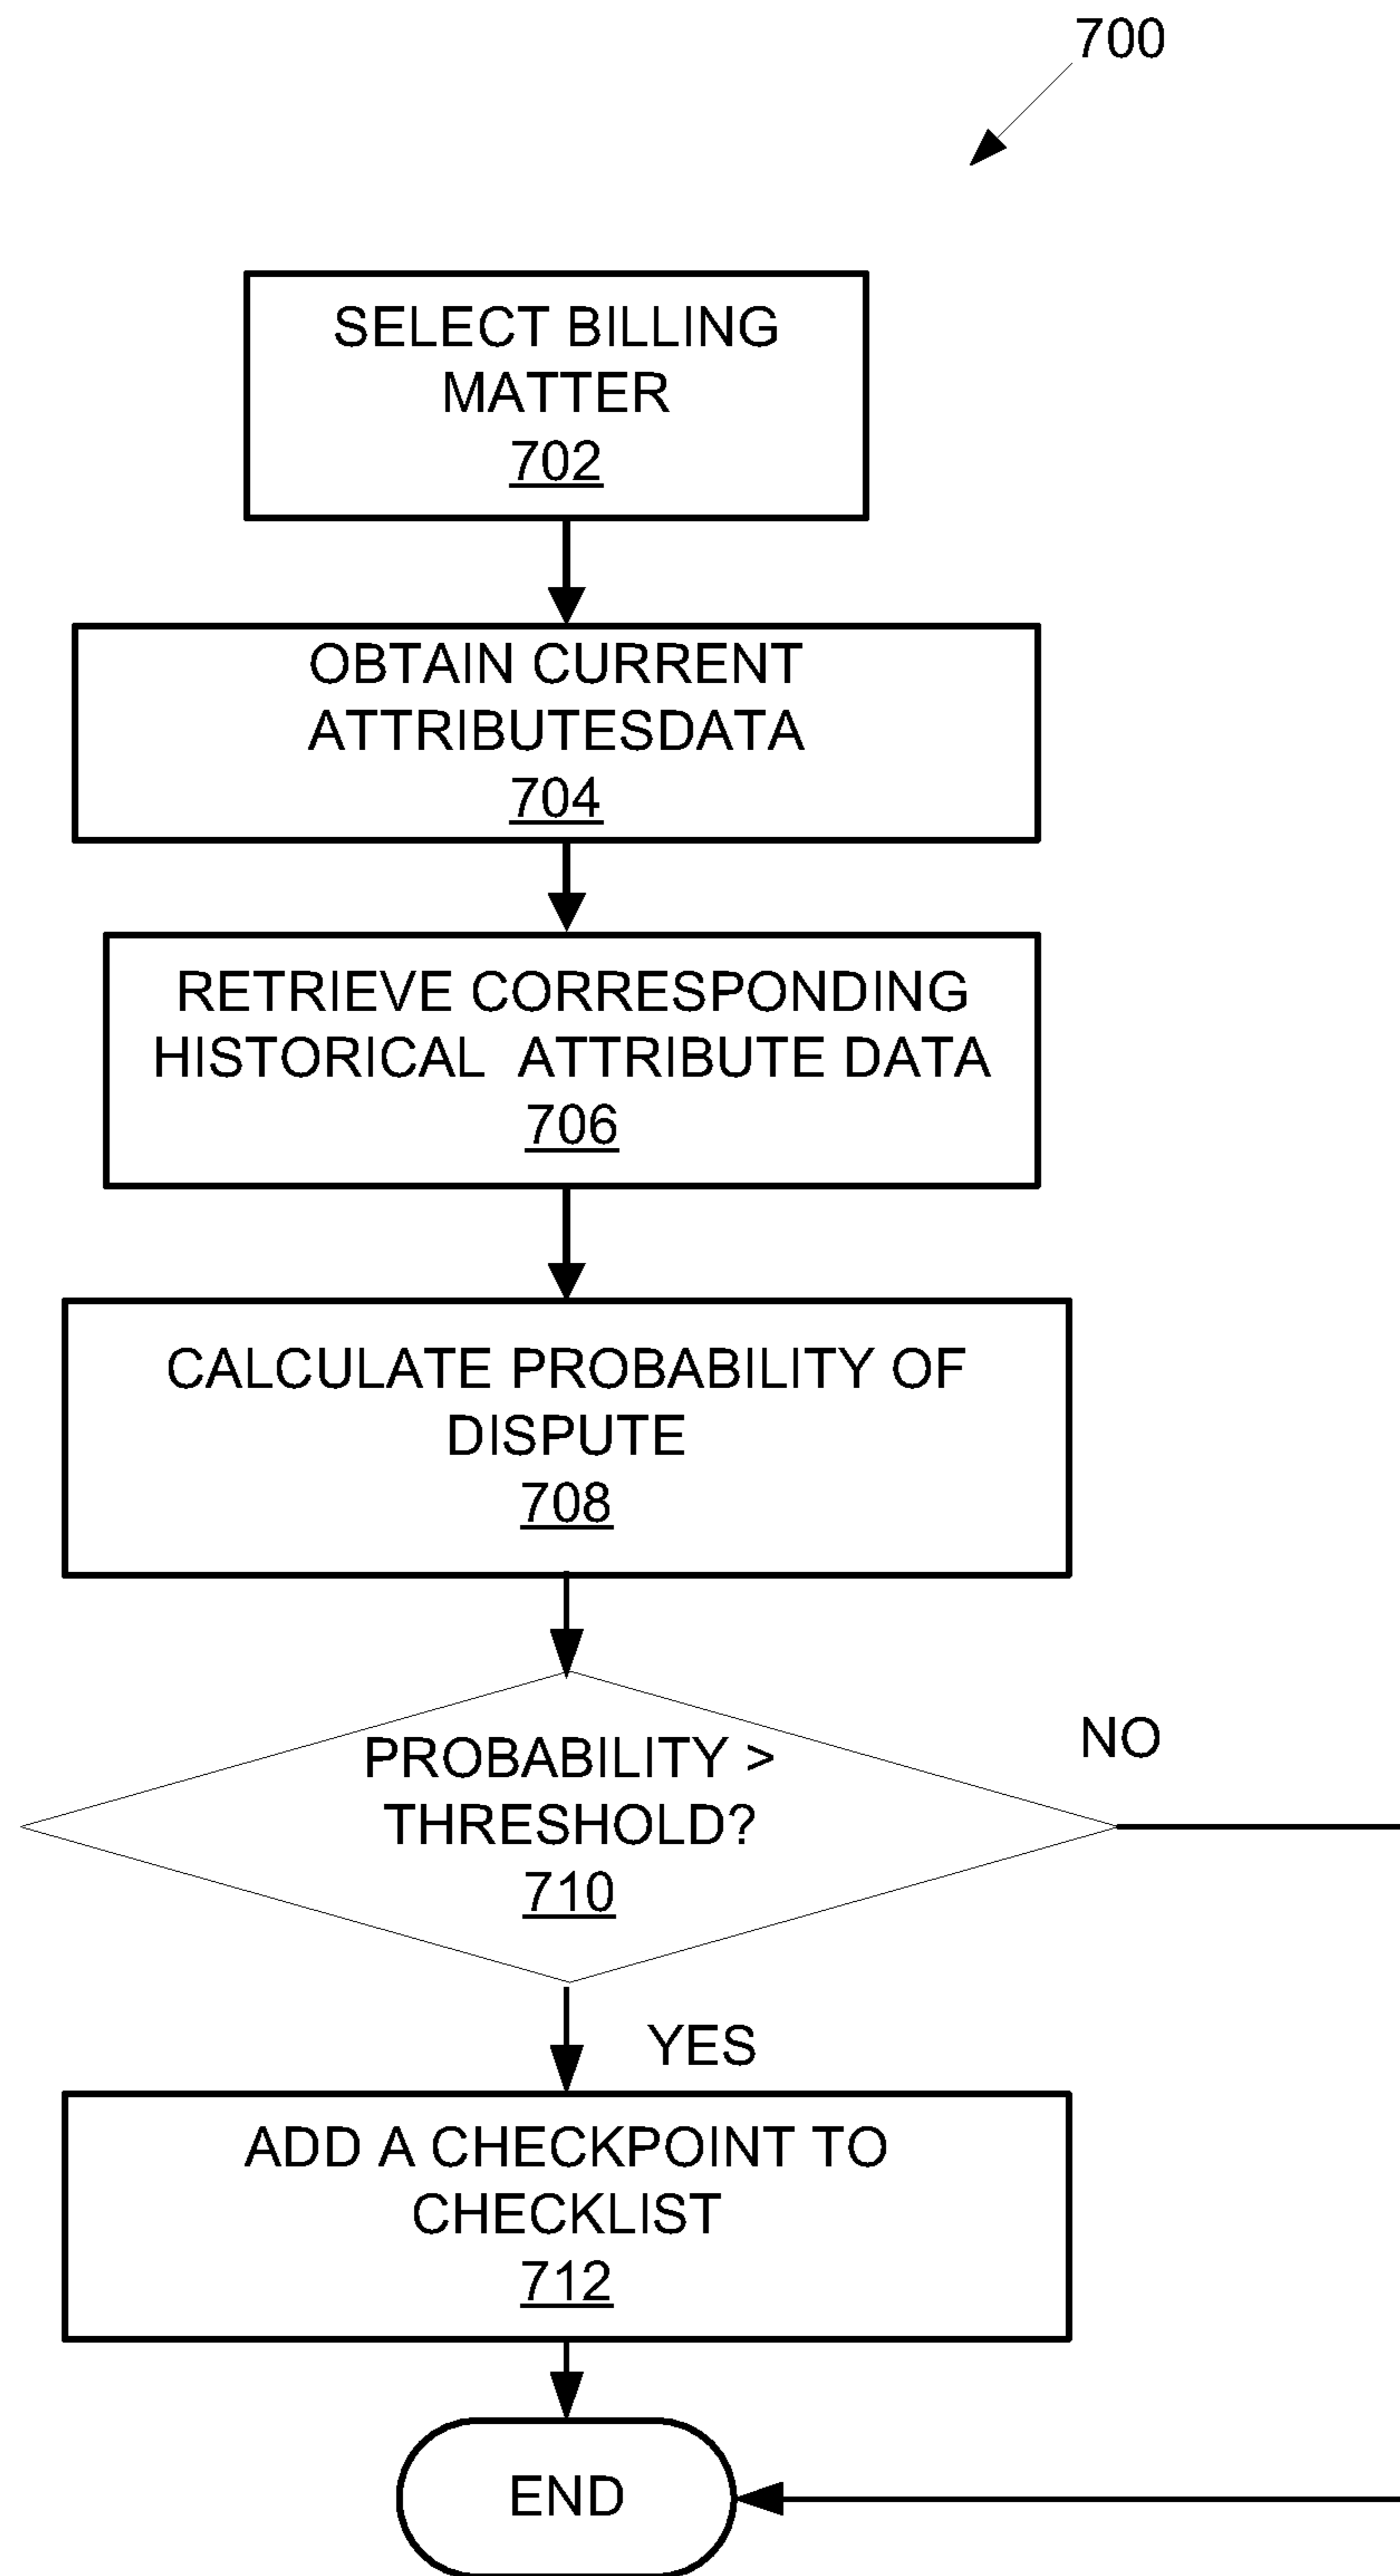 700
SELECT BILLING
MATTER
702
OBTAIN CURRENT
ATTRIBUTESDATA
704
RETRIEVE CORRESPONDING
HISTORICAL ATTRIBUTE DATA
706
CALCULATE PROBABILITY OF
DISPUTE
708
PROBABILITY >
THRESHOLD?
710
NO
YES
ADD A CHECKPOINT TO
CHECKLIST
712
END